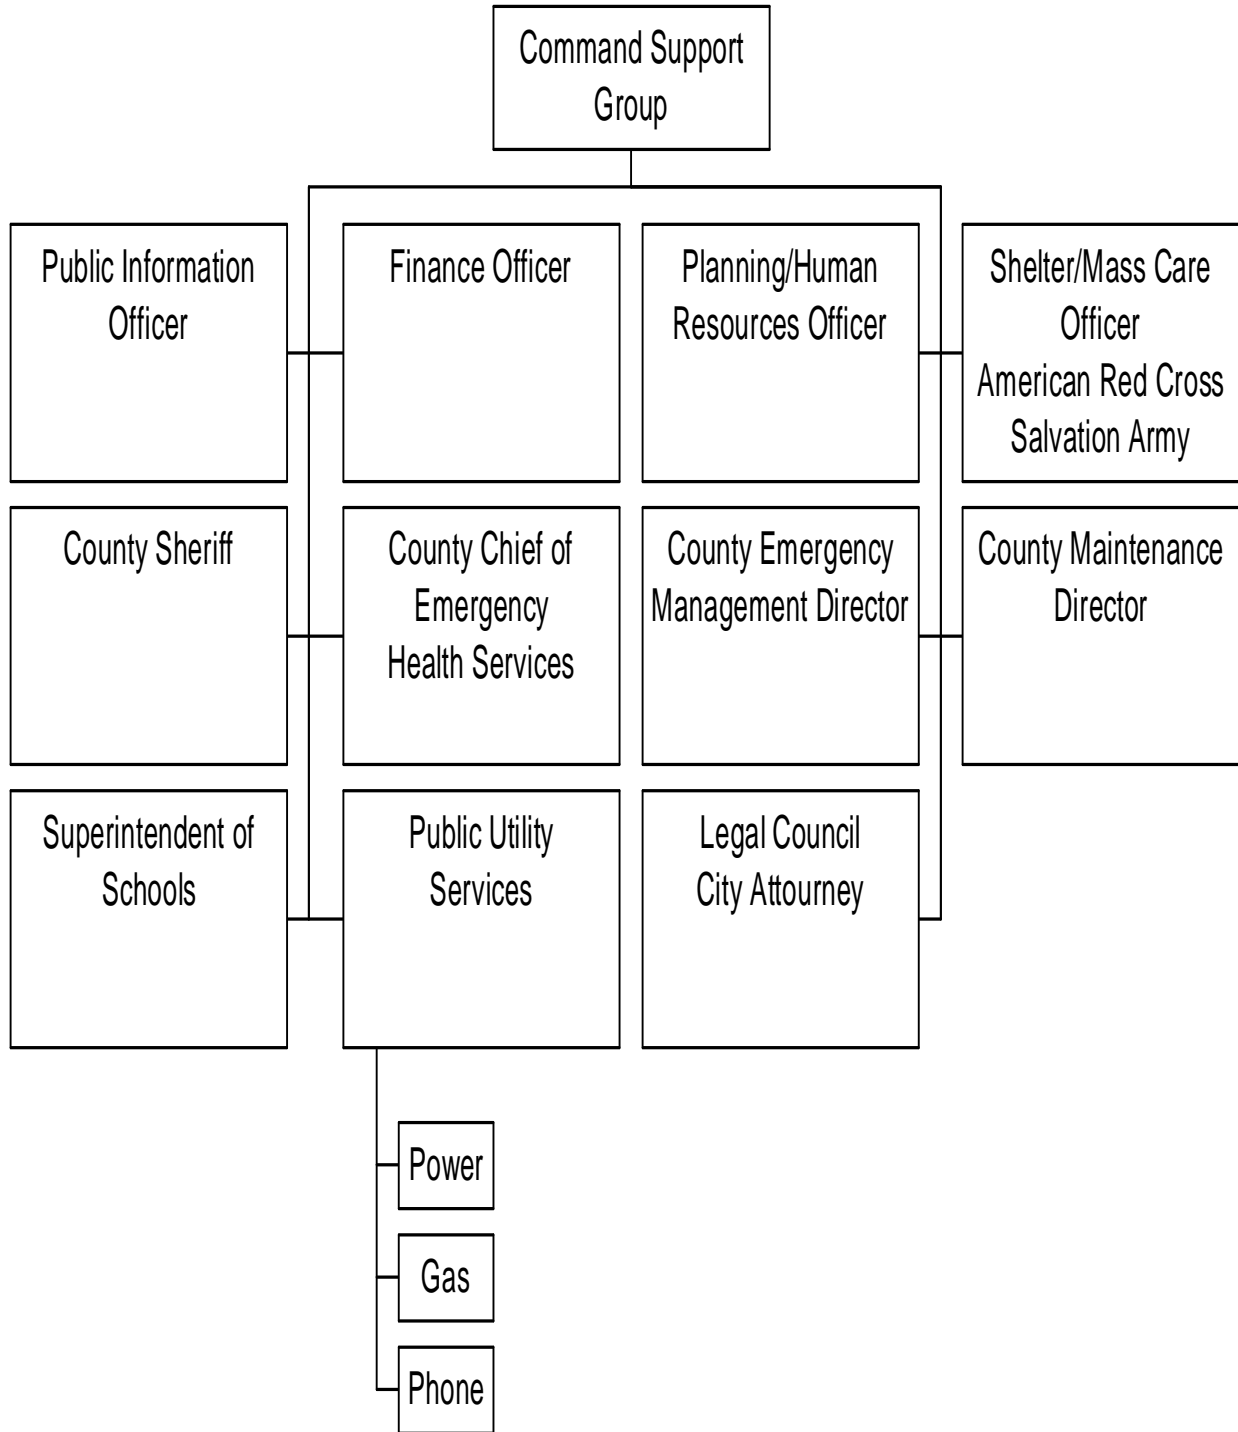 Command Support
Group
Public Information
Officer
Finance Officer
Planning/Human
Resources Officer
Shelter/Mass Care
Officer
American Red Cross
Salvation Army
County Sheriff
County Chief of
Emergency
Health Services
County Emergency
Management Director
County Maintenance
Director
Superintendent of
Schools
Public Utility
Services
Legal Council
City Attourney
Power
Gas
Phone